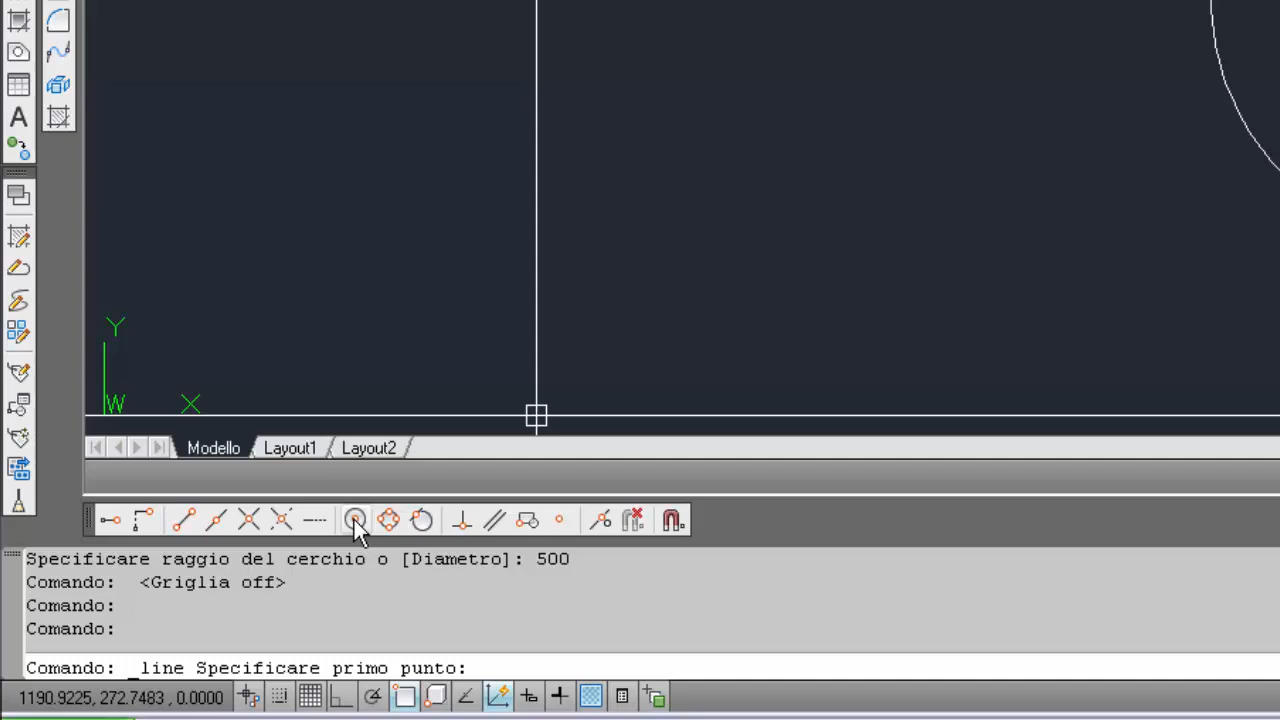 A
Y
W X
Modello Layout1 Layout2
Specificare raggio del cerchio o [Diametro]: 500
Comando:  <Griglia off>
Comando:
Comando:
Comando: _line Specificare primo punto:
1190.9225, 272.7483 , 0.0000